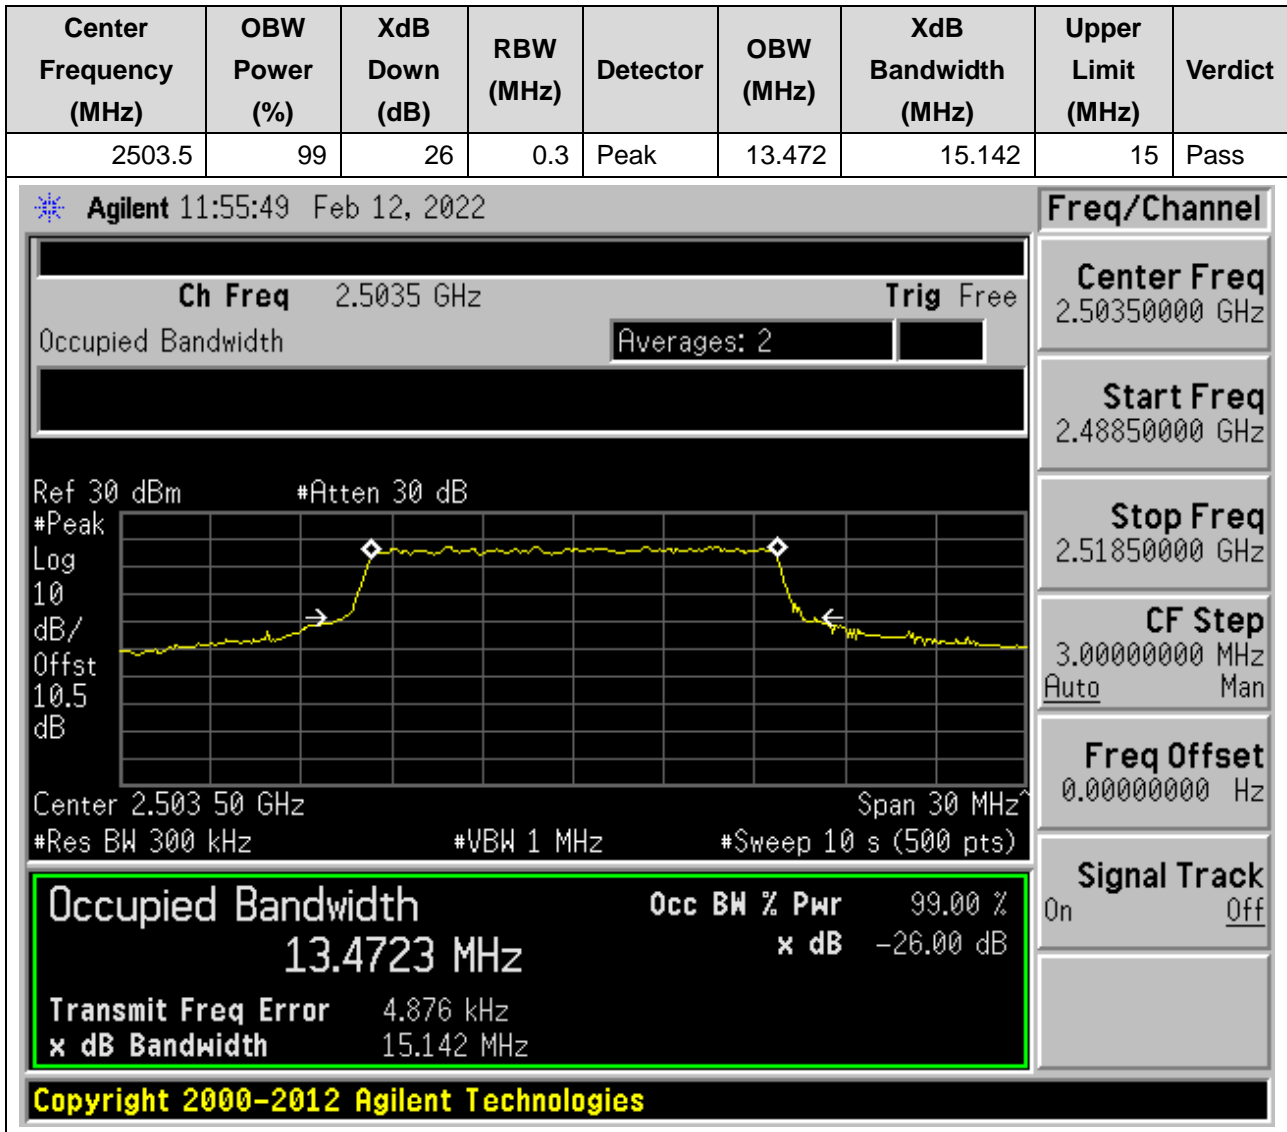 Center Frequency (MHz) OBW Power (%) XdB Down (dB) RBW (MHz) Detector OBW (MHz) XdB Bandwidth (MHz) Upper Limit (MHz) Verdict
2503.5 99 26 0.3 Peak 13.472 15.142 15 Pass
Agilent 11:55:49 Feb 12, 2022
Ch Freq 2.5035 GHz Trig Free
Occupied Bandwidth Averages: 2
Ref 30 dBm #Atten 30 dB
#Peak
Log
10
dB/
Offst
10.5
dB
Center 2.503 50 GHz Span 30 MHz^
#Res BW 300 kHz #VBW 1 MHz #Sweep 10 s (500 pts)
Occupied Bandwidth Occ BW % Pwr 99.00 %
13.4723 MHz x dB -26.00 dB
Transmit Freq Error 4.876 kHz
x dB Bandwidth 15.142 MHz
Freq/Channel
Center Freq
2.50350000 GHz
Start Freq
2.48850000 GHz
Stop Freq
2.51850000 GHz
CF Step
3.00000000 MHz
Auto Man
Freq Offset
0.00000000 Hz
Signal Track
On Off
Copyright 2000-2012 Agilent Technologies